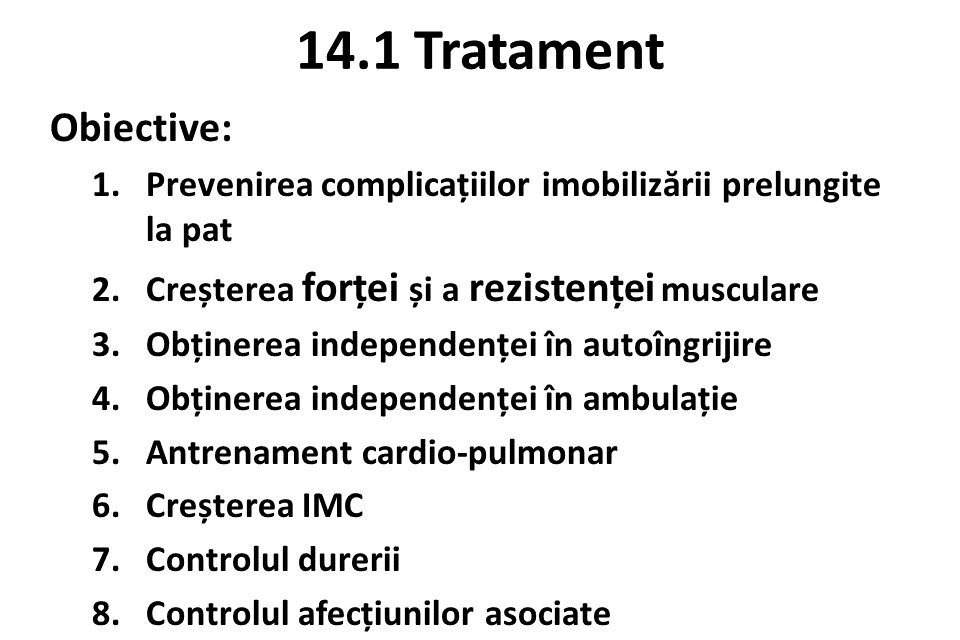 14.1 Tratament
Obiective:
1. Prevenirea complicațiilor imobilizării prelungite
la pat
2. Creșterea forței și a rezistenței musculare
3. Obținerea independenței în autoîngrijire
4. Obținerea independenței în ambulație
5. Antrenament cardio-pulmonar
6. Creșterea IMC
7. Controlul durerii
8. Controlul afecțiunilor asociate